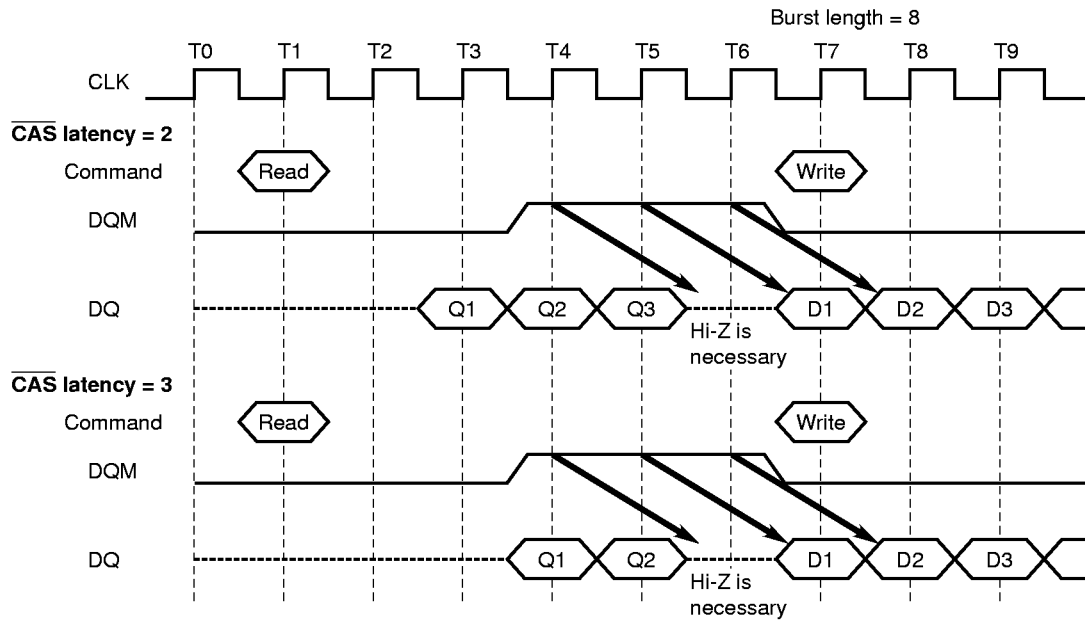 Burst length = 8
T0 T1 T2 T3 T4 T5 T6 T7 T8 T9
CLK
CAS latency = 2
Command Read Write
DQM
DQ Q1 Q2 Q3 D1 D2 D3
Hi-Z is
necessary
CAS latency = 3
Command Read Write
DQM
DQ Q1 Q2 D1 D2 D3
Hi-Z is
necessary